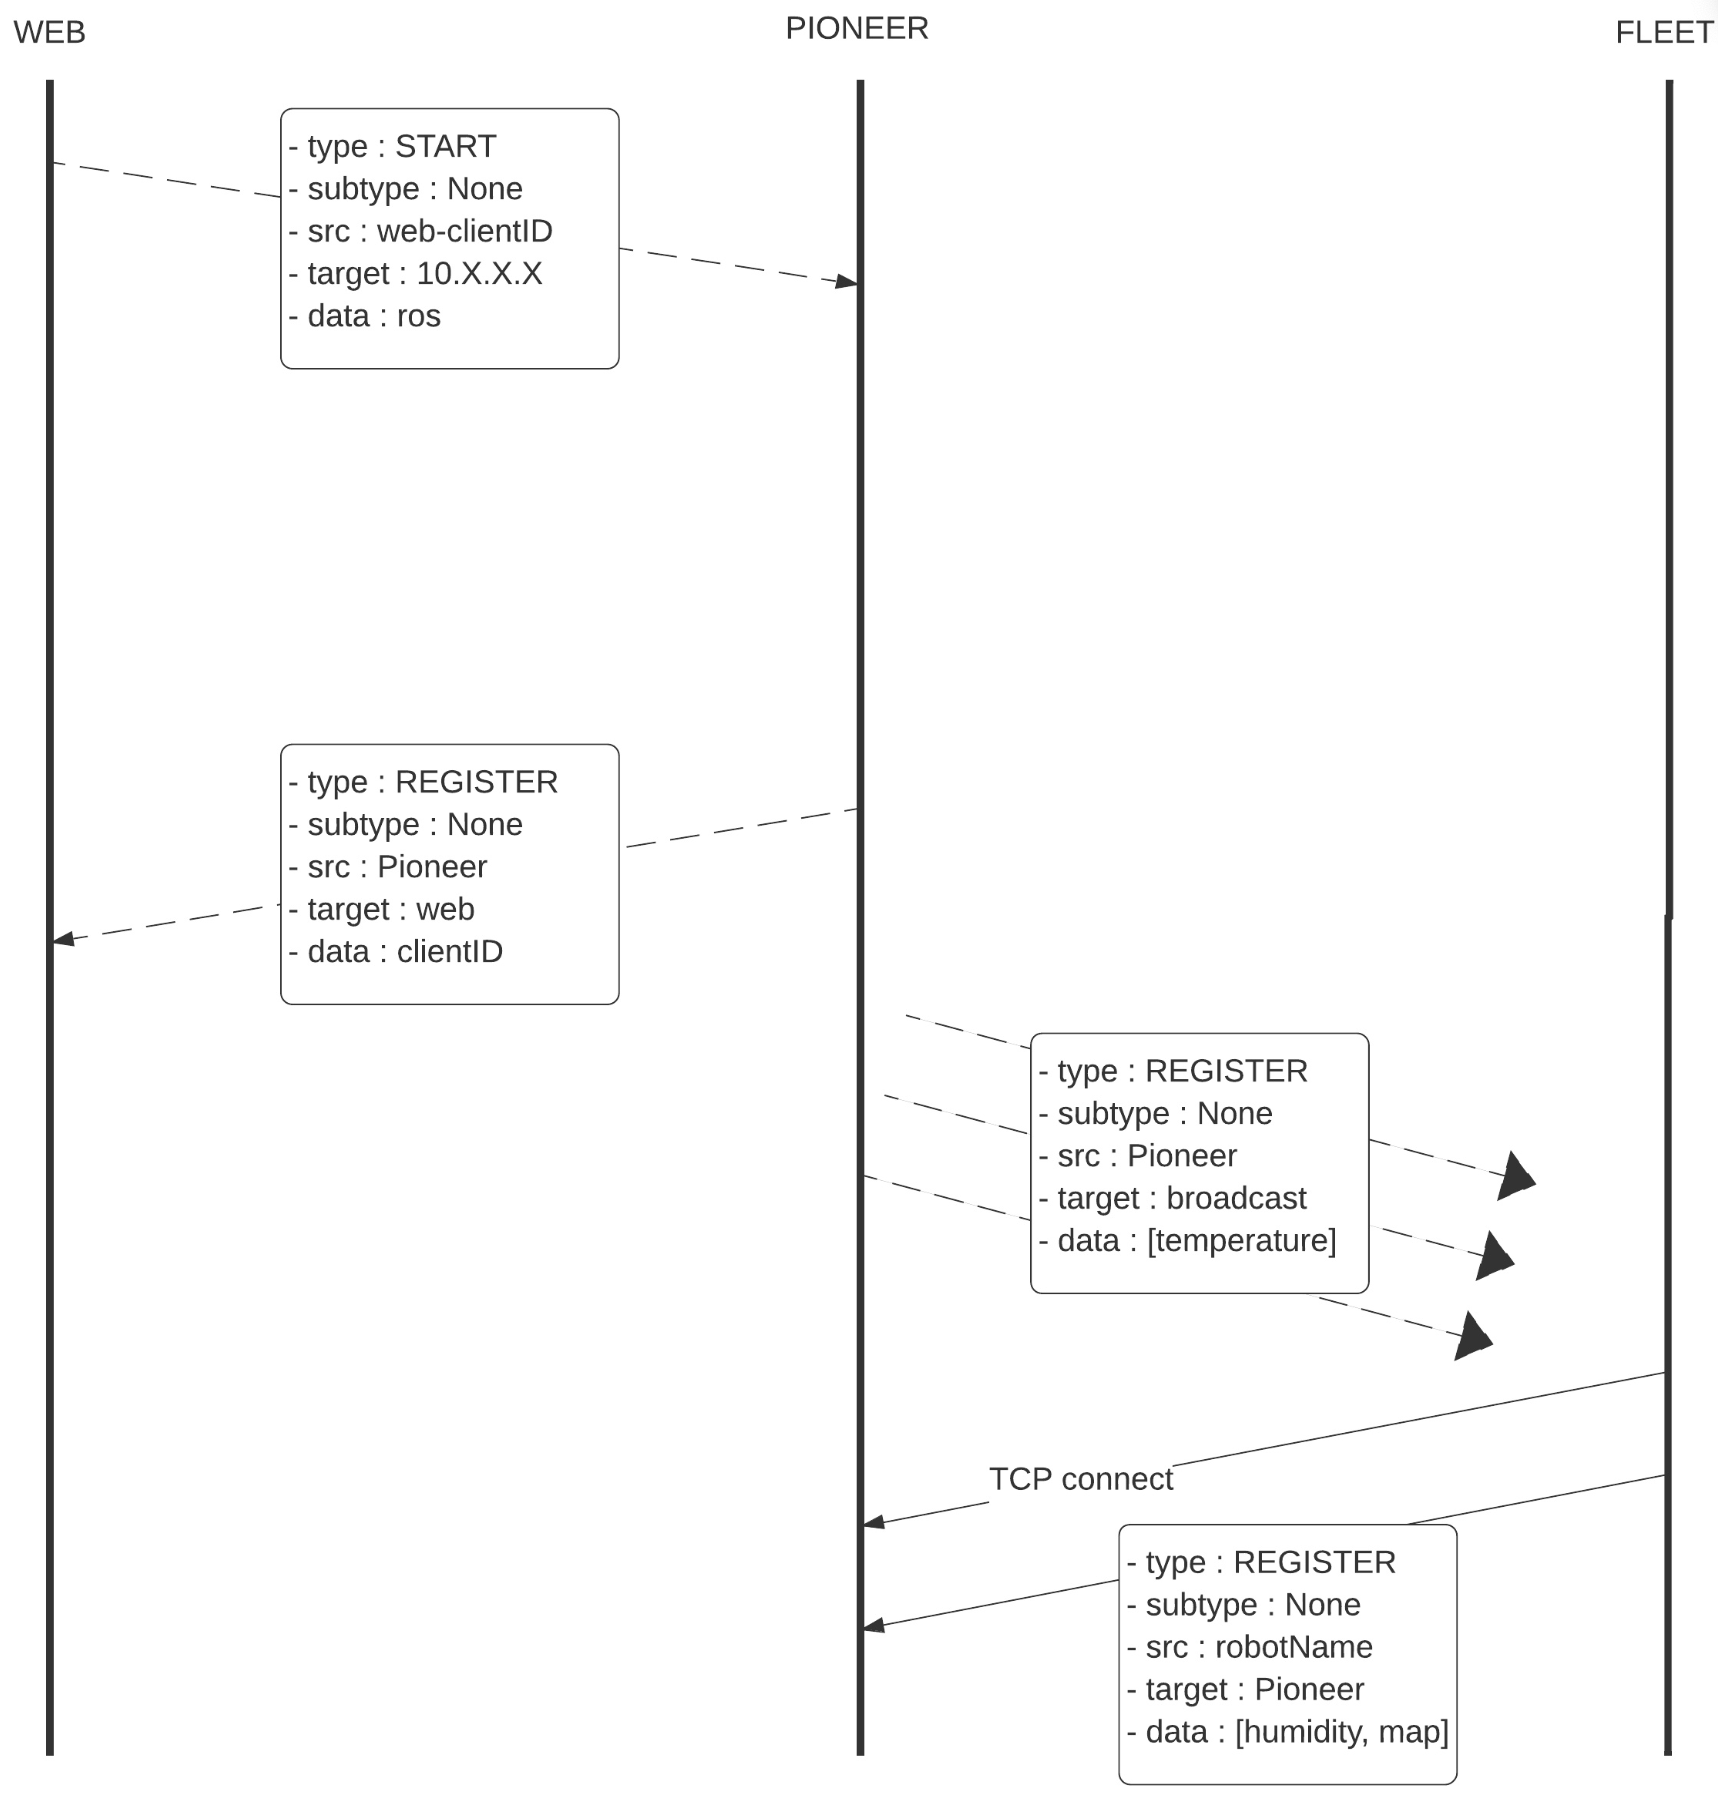 WEB
PIONEER
FLEET
- type : START
- subtype : None
- src : web-clientID
- target : 10.X.X.X
- data : ros
- type : REGISTER
- subtype : None
- src : Pioneer
- target : web
- data : clientID
- type : REGISTER
- subtype : None
- src : Pioneer
- target : broadcast
- data : [temperature]
TCP connect
- type : REGISTER
- subtype : None
- src : robotName
- target : Pioneer
- data : [humidity, map]